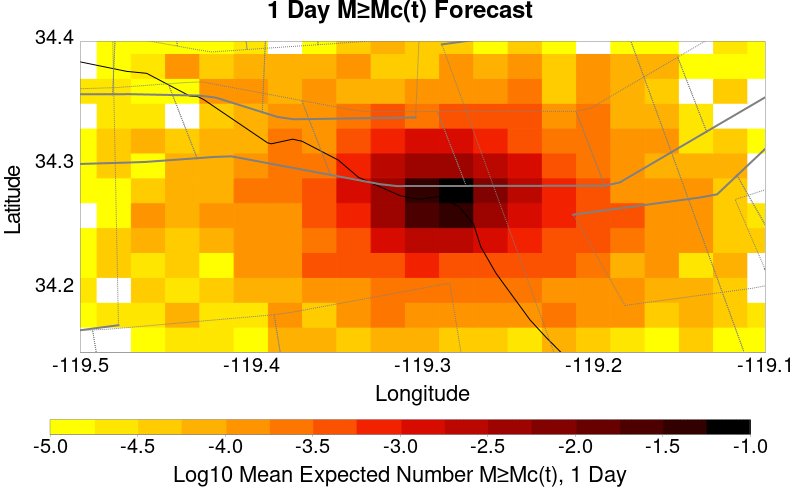 1 Day M≥Mc(t) Forecast
34.4
34.3
34.2
Latitude
-119.5 -119.4 -119.3 -119.2 -119.1
Longitude
-5.0 -4.5 -4.0 -3.5 -3.0 -2.5 -2.0 -1.5 -1.0
Log10 Mean Expected Number M≥Mc(t), 1 Day